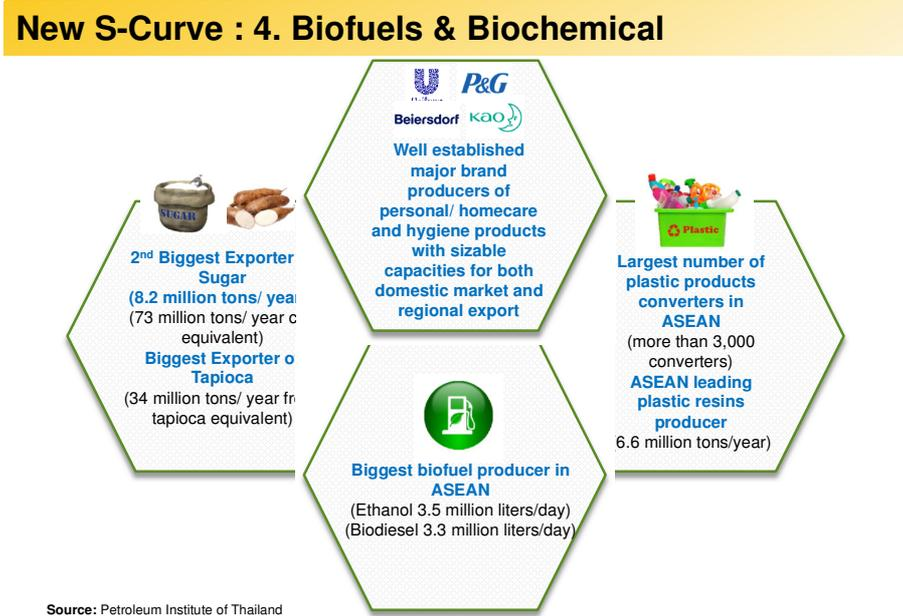 New S-Curve : 4. Biofuels & Biochemical
P&G
Beiersdorf Kao
Well established
major brand
producers of
personal/ homecare
and hygiene products
with sizable
capacities for both
domestic market and
regional export
SUGAR
2nd Biggest Exporter
Sugar
(8.2 million tons/ year
(73 million tons/ year c
equivalent)
Biggest Exporter o
Tapioca
(34 million tons/ year fr
tapioca equivalent)
Plastic
Largest number of
plastic products
converters in
ASEAN
(more than 3,000
converters)
ASEAN leading
plastic resins
producer
6.6 million tons/year)
Biggest biofuel producer in
ASEAN
(Ethanol 3.5 million liters/day)
(Biodiesel 3.3 million liters/day)
Source: Petroleum Institute of Thailand